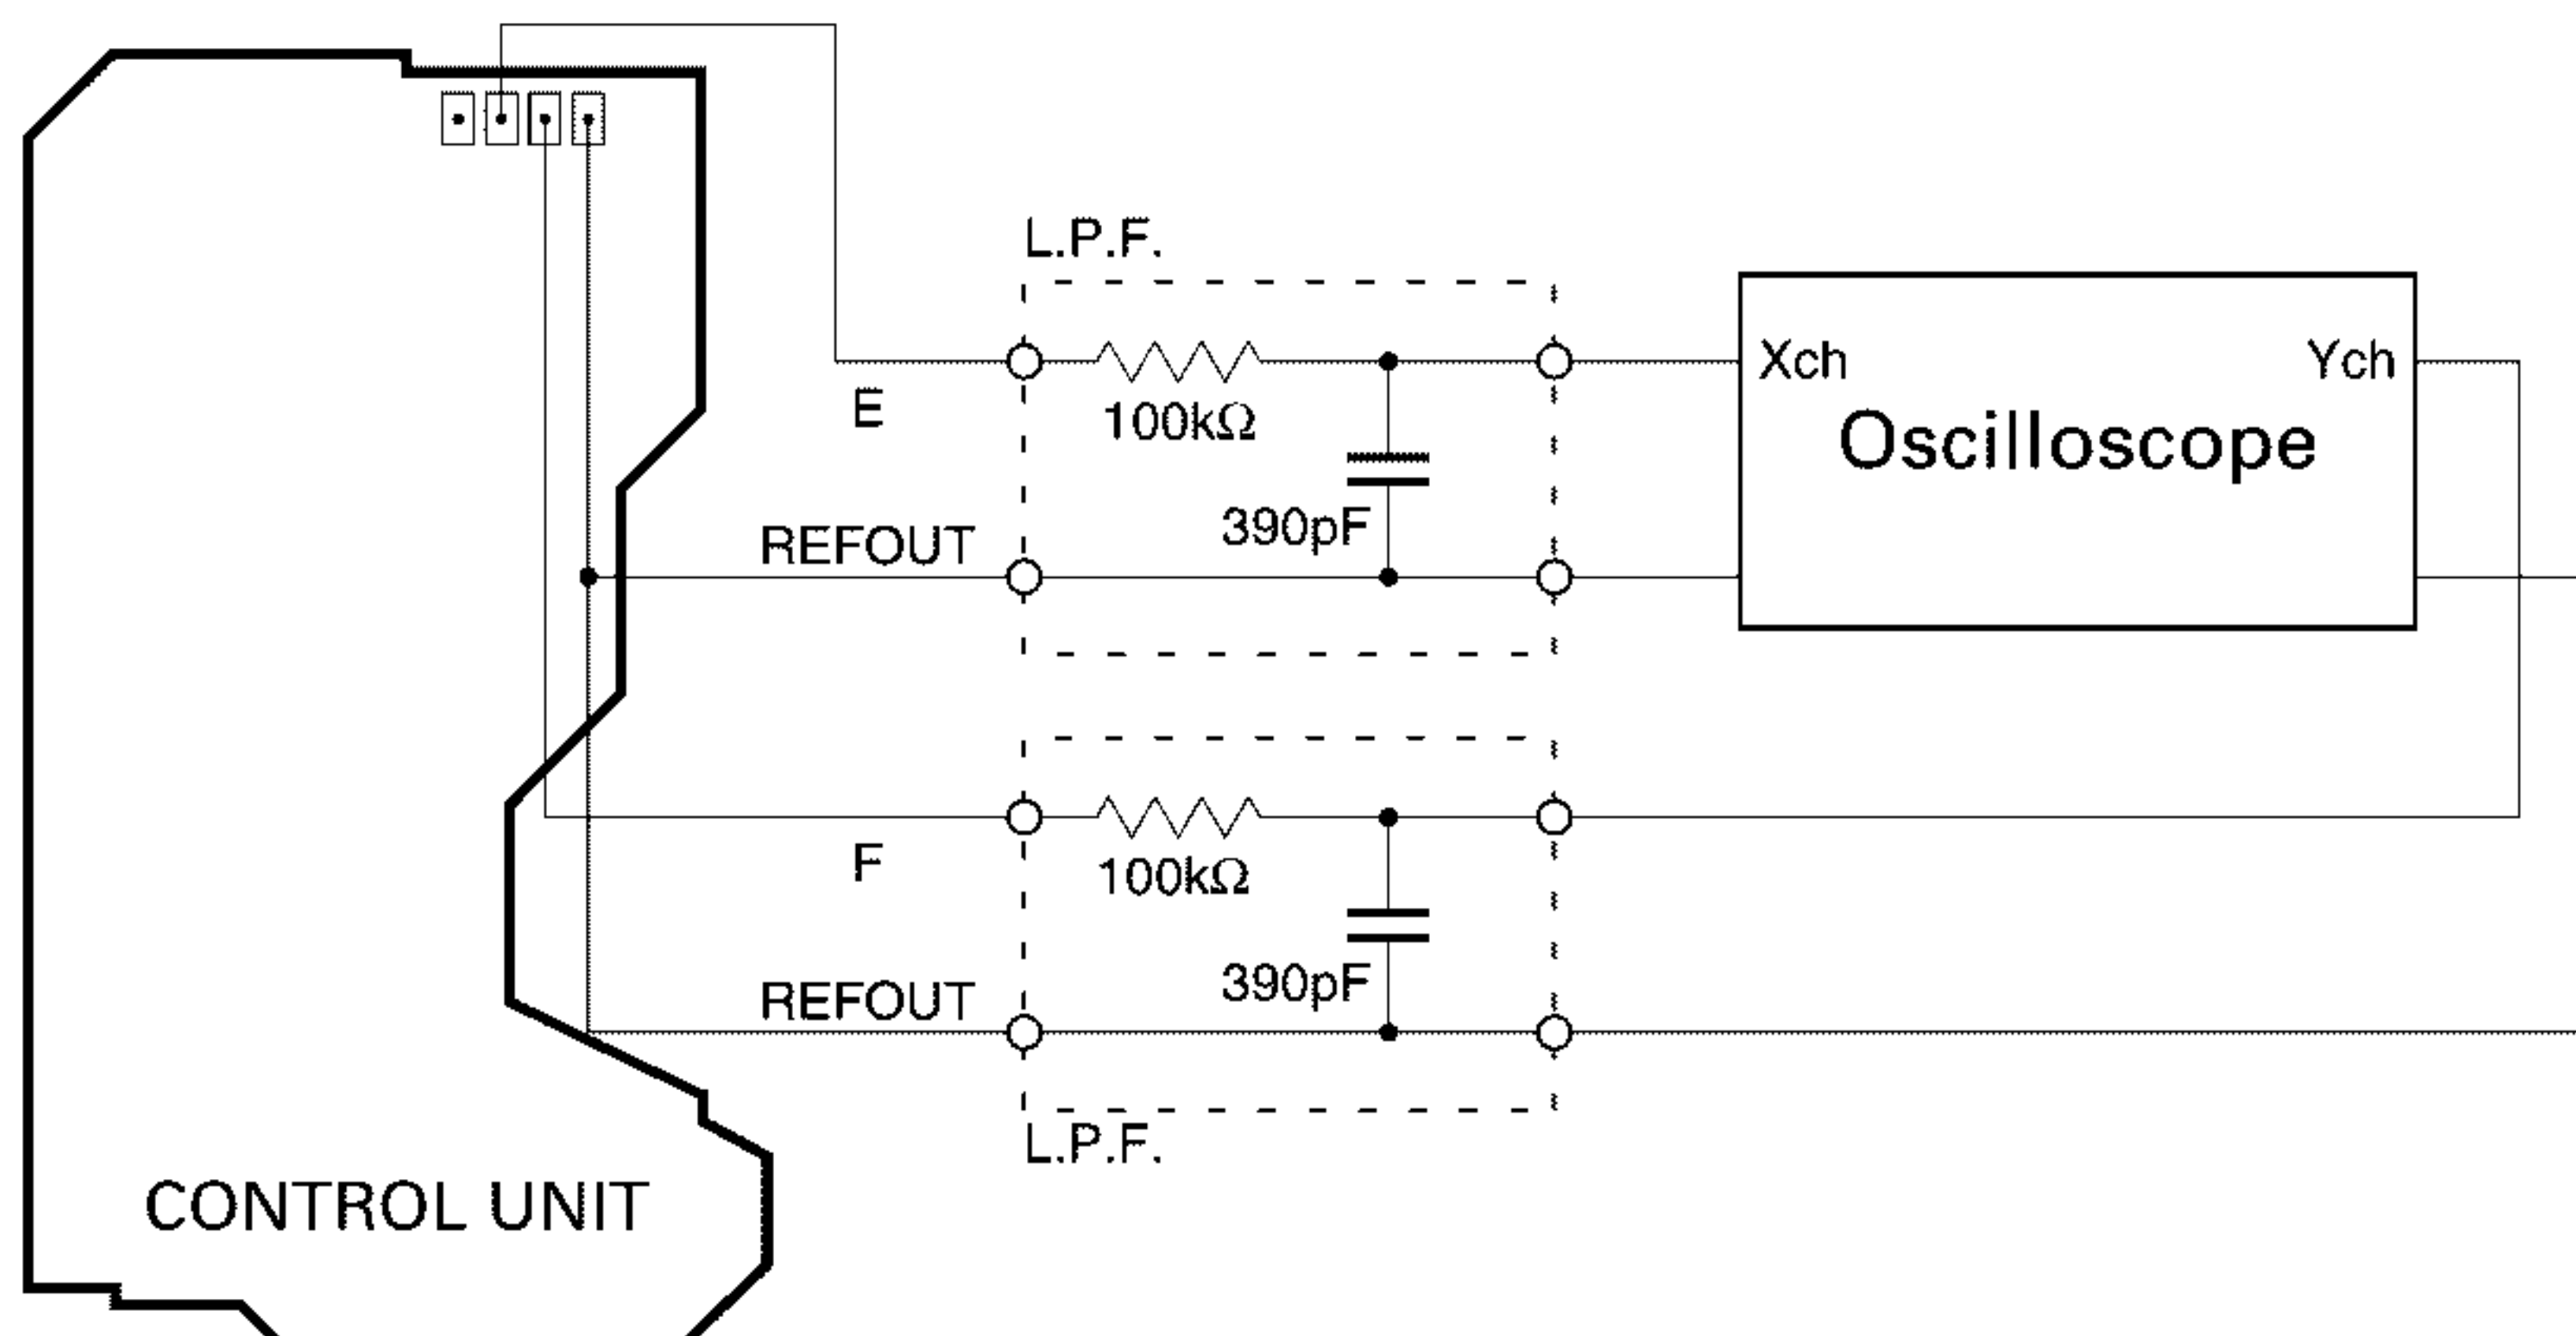 L.P.F.
Xch
Ych
E
100kΩ
Oscilloscope
REFOUT
390pF
F
100kΩ
REFOUT
390pF
L.P.F.
CONTROL UNIT